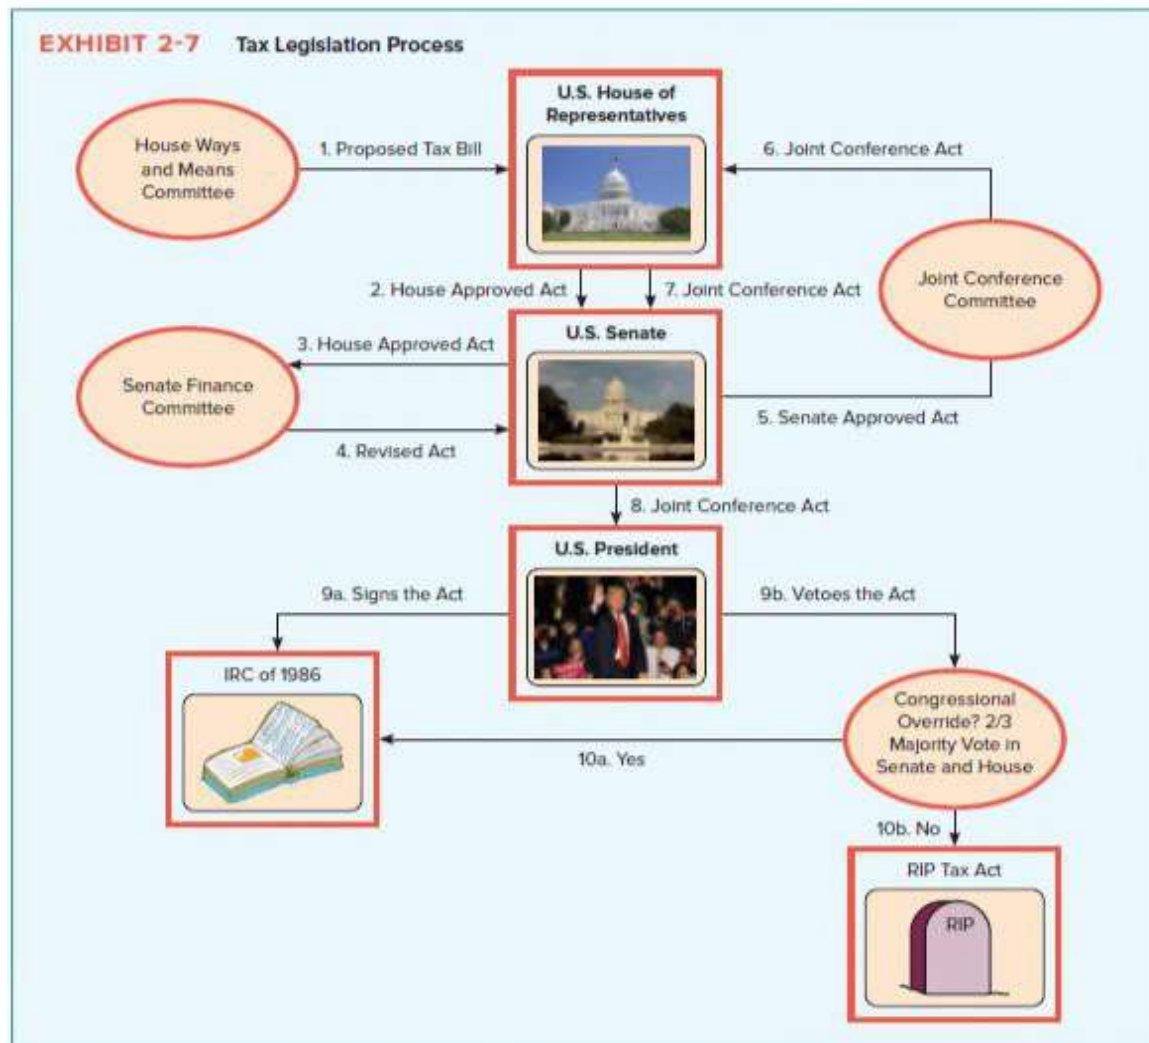 EXHIBIT 2-7 Tax Legislation Process
U.S. House of
Representatives
House Ways
and Means
Committee
1. Proposed Tax Bill
6. Joint Conference Act
Joint Conference
Committee
2. House Approved Act
7. Joint Conference Act
U.S. Senate
3. House Approved Act
Senate Finance
Committee
4. Revised Act
5. Senate Approved Act
8. Joint Conference Act
U.S. President
9a. Signs the Act
9b. Vetoes the Act
IRC of 1986
Congressional
Override? 2/3
Majority Vote in
Senate and House
10a. Yes
10b. No
RIP Tax Act
RIP